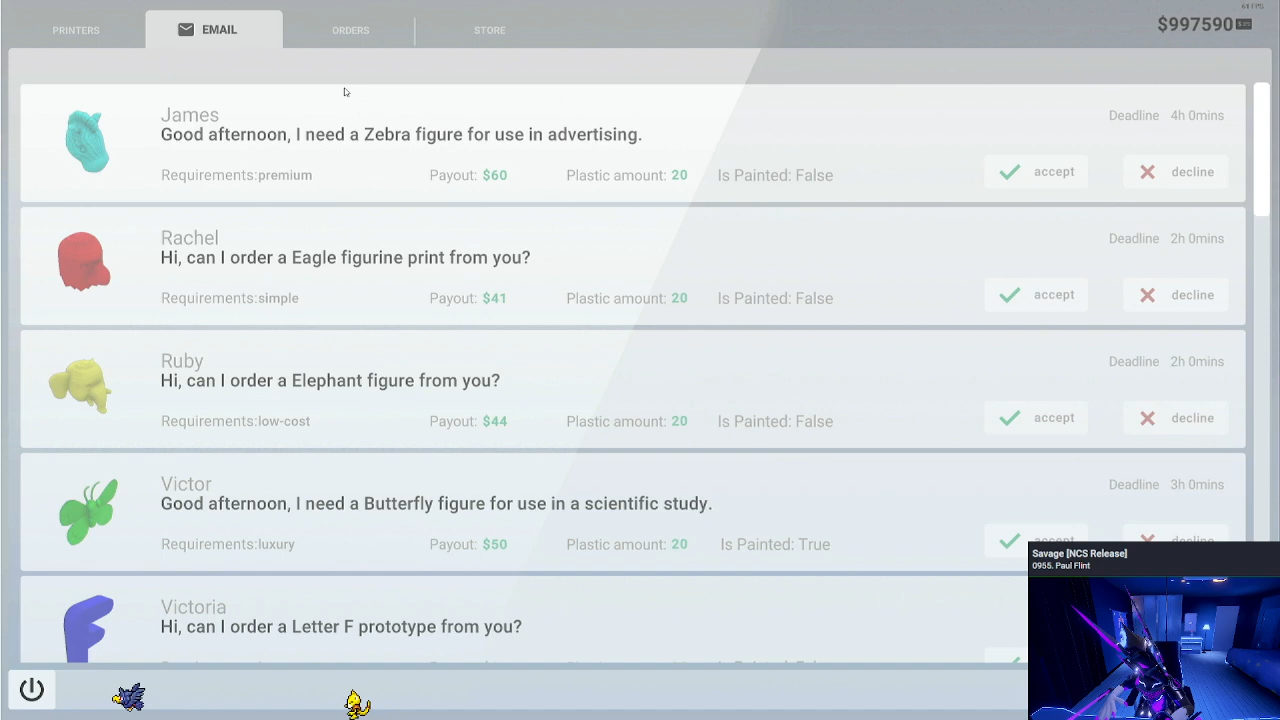 61 FPS
PRINTERS
EMAIL
ORDERS
STORE
$997590
James
Deadline 4h 0mins
Good afternoon, I need a Zebra figure for use in advertising.
Requirements:premium Payout: $60 Plastic amount: 20 Is Painted: False accept decline
Rachel
Deadline 2h 0mins
Hi, can I order a Eagle figurine print from you?
Requirements:simple Payout: $41 Plastic amount: 20 Is Painted: False accept decline
Ruby
Deadline 2h 0mins
Hi, can I order a Elephant figure from you?
Requirements:low-cost Payout: $44 Plastic amount: 20 Is Painted: False accept decline
Victor
Deadline 3h 0mins
Good afternoon, I need a Butterfly figure for use in a scientific study.
Requirements:luxury Payout: $50 Plastic amount: 20 Is Painted: True accept decline
Savage [NCS Release]
0955. Paul Flint
Victoria
Hi, can I order a Letter F prototype from you?